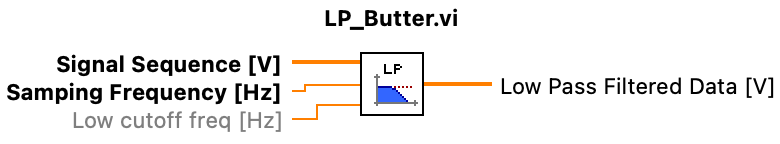 LP_Butter.vi
Signal Sequence [V]
LP
Samping Frequency [Hz]
Low Pass Filtered Data [V]
Low cutoff freq [Hz]